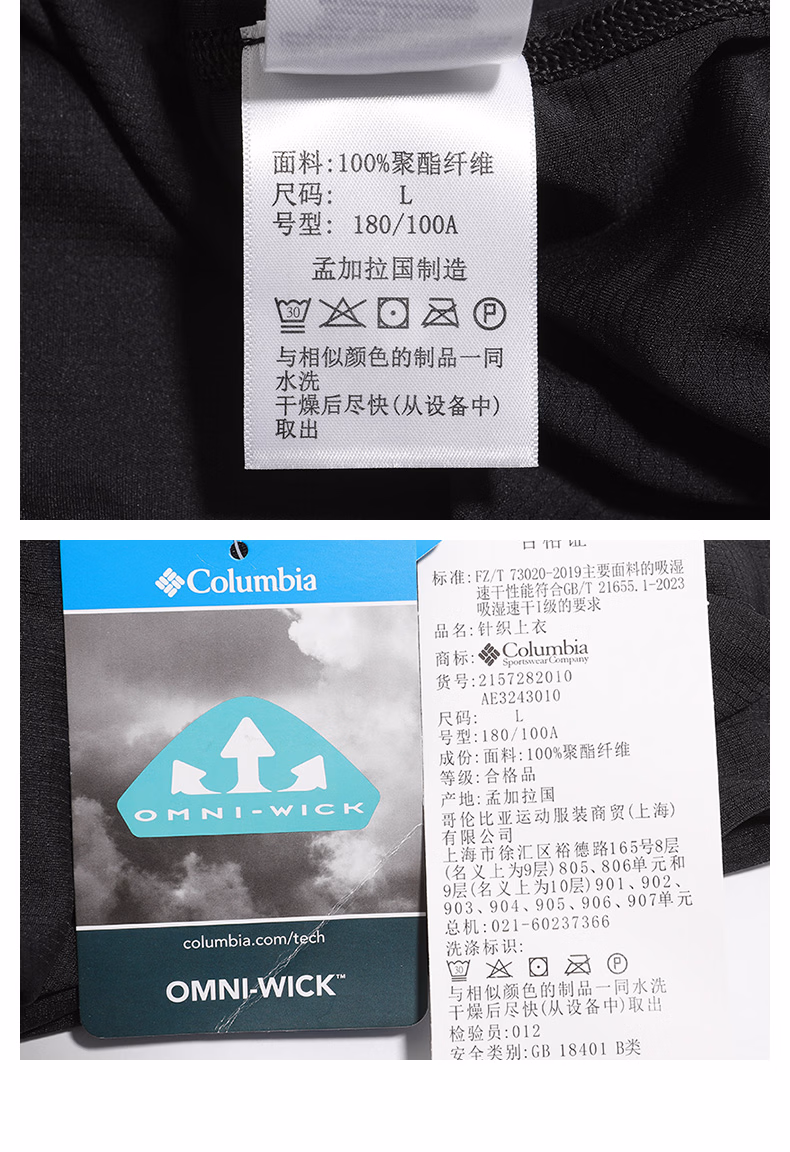 面料:100%聚酯纤维
尺码: L
号型: 180/100A
孟加拉国制造
30
P
与相似颜色的制品一同
水洗
干燥后尽快(从设备中)
取出
Columbia
OMNI-WICK
columbia.com/tech
OMNI-WICK™
合格证
标准:FZ/T 73020-2019主要面料的吸湿
速干性能符合GB/T 21655.1-2023
吸湿速干I级的要求
品名:针织上衣
商标: Columbia
Sportswear Company
货号:2157282010
AE3243010
尺码: L
号型:180/100A
成份:面料:100%聚酯纤维
等级:合格品
产地:孟加拉国
哥伦比亚运动服装商贸(上海)
有限公司
上海市徐汇区裕德路165号8层
(名义上为9层)805、806单元和
9层(名义上为10层)901、902、
903、904、905、906、907单元
总机:021-60237366
洗涤标识:
30
P
与相似颜色的制品一同水洗
干燥后尽快(从设备中)取出
检验员:012
安全类别:GB 18401 B类